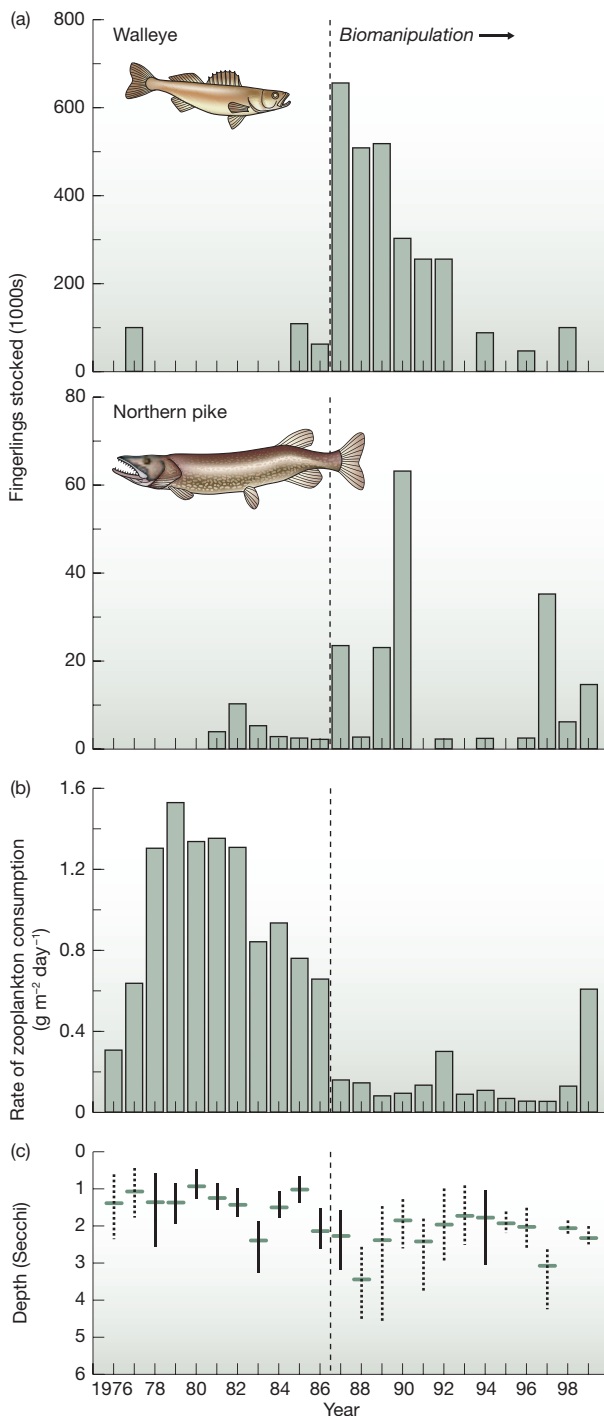 (a)
Walleye
Biomanipulation
800
600
400
200
0
Fingerlings stocked (1000s)
Northern pike
80
60
40
20
0
(b)
1.6
1.2
0.8
0.4
0
Rate of zooplankton consumption
(g m⁻² day⁻¹)
(c)
0
1
2
3
4
5
6
Depth (Secchi)
1976 78 80 82 84 86 88 90 92 94 96 98
Year